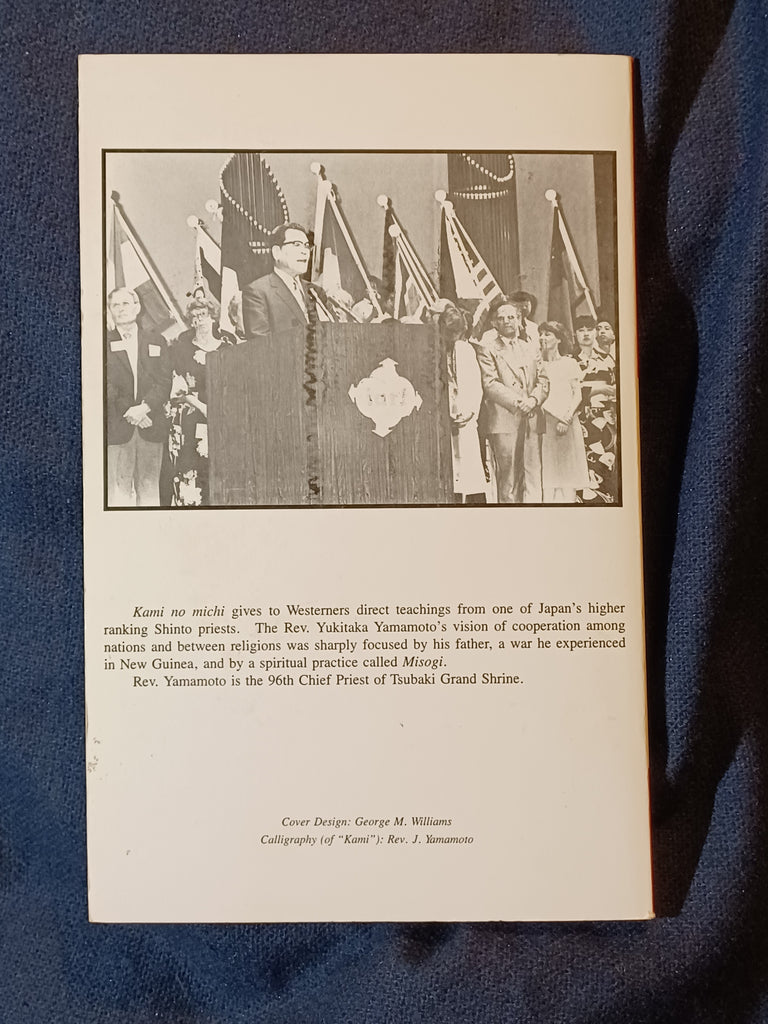 Kami no michi gives to Westerners direct teachings from one of Japan's higher
ranking Shinto priests. The Rev. Yukitaka Yamamoto's vision of cooperation among
nations and between religions was sharply focused by his father, a war he experienced
in New Guinea, and by a spiritual practice called Misogi.
Rev. Yamamoto is the 96th Chief Priest of Tsubaki Grand Shrine.
Cover Design: George M. Williams
Calligraphy (of "Kami"): Rev. J. Yamamoto